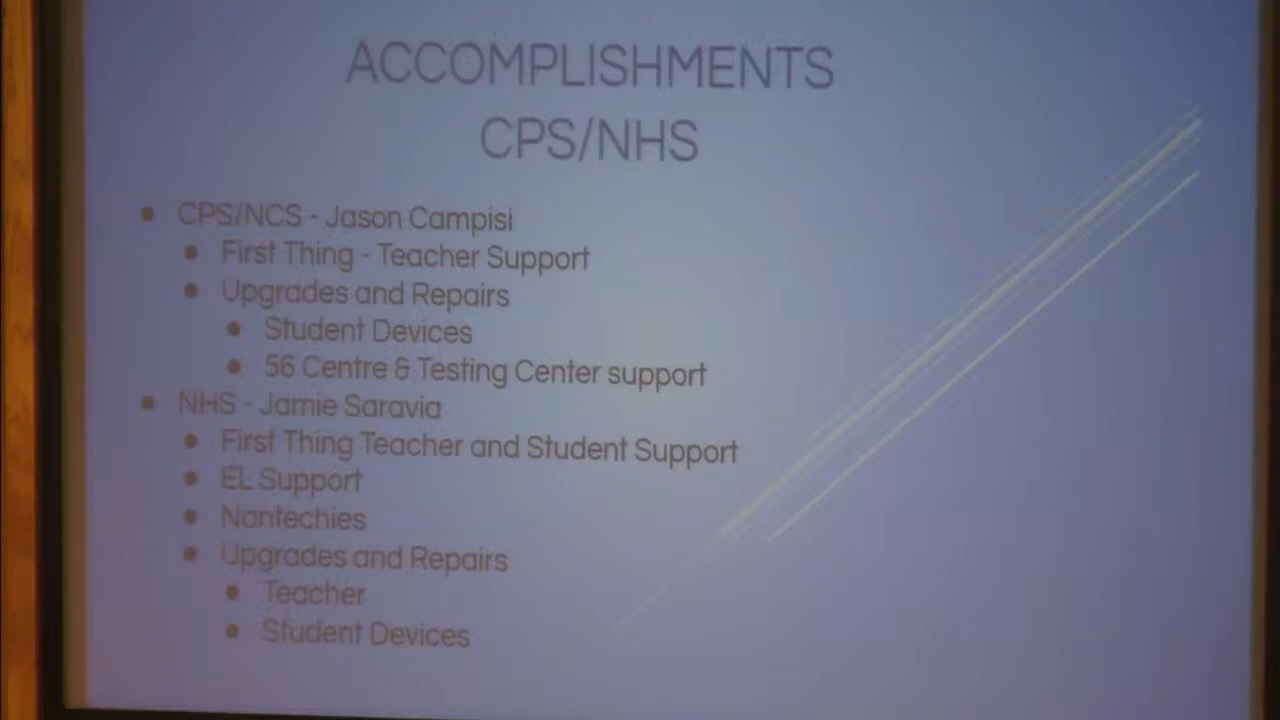 ACCOMPLISHMENTS
CPS/NHS
CPS/NCS - Jason Campisi
First Thing - Teacher Support
Upgrades and Repairs
Student Devices
56 Centre & Testing Center support
NHS - Jamie Saravia
First Thing Teacher and Student Support
EL Support
Nantechies
Upgrades and Repairs
Teacher
Student Devices